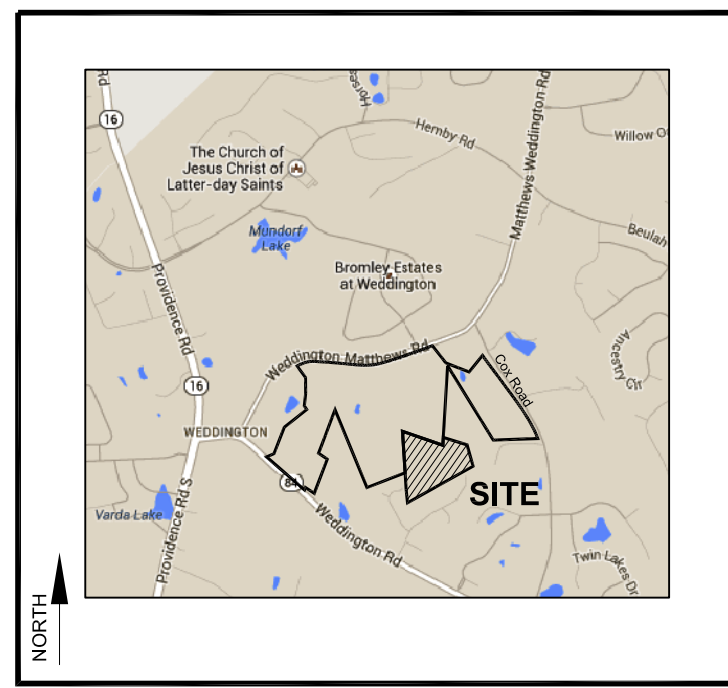 Rd
16
Horses
Hemby Rd
Matthews Weddington Rd
Willow O
The Church of
Jesus Christ of
Latter-day Saints
Mundorf
Lake
Beulah
Bromley Estates
at Weddington
Providence Rd
Weddington Matthews Rd
Cox Road
Ancestry Cir
16
WEDDINGTON
84
SITE
Varda Lake
Providence Rd S
Weddington Rd
Twin Lakes Dr
NORTH